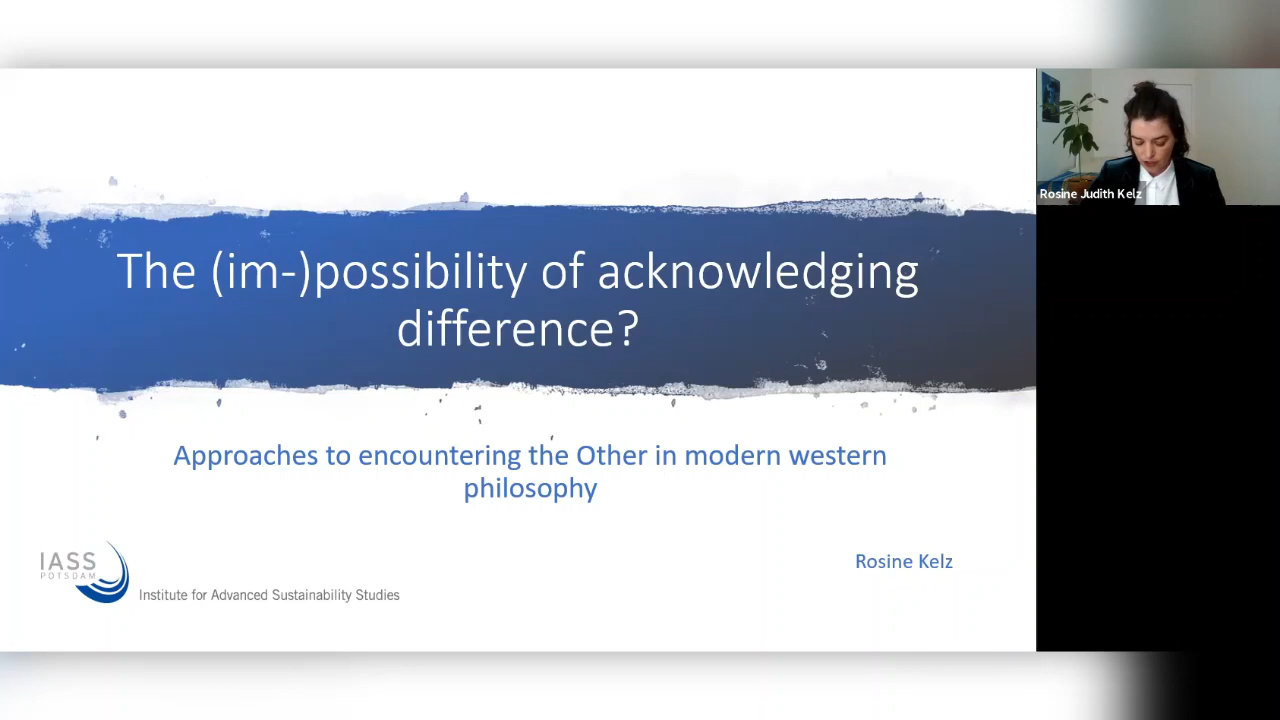 The (im-)possibility of acknowledging
difference?
Approaches to encountering the Other in modern western
philosophy
Rosine Kelz
IASS
POTSDAM
Institute for Advanced Sustainability Studies
Rosine Judith Kelz